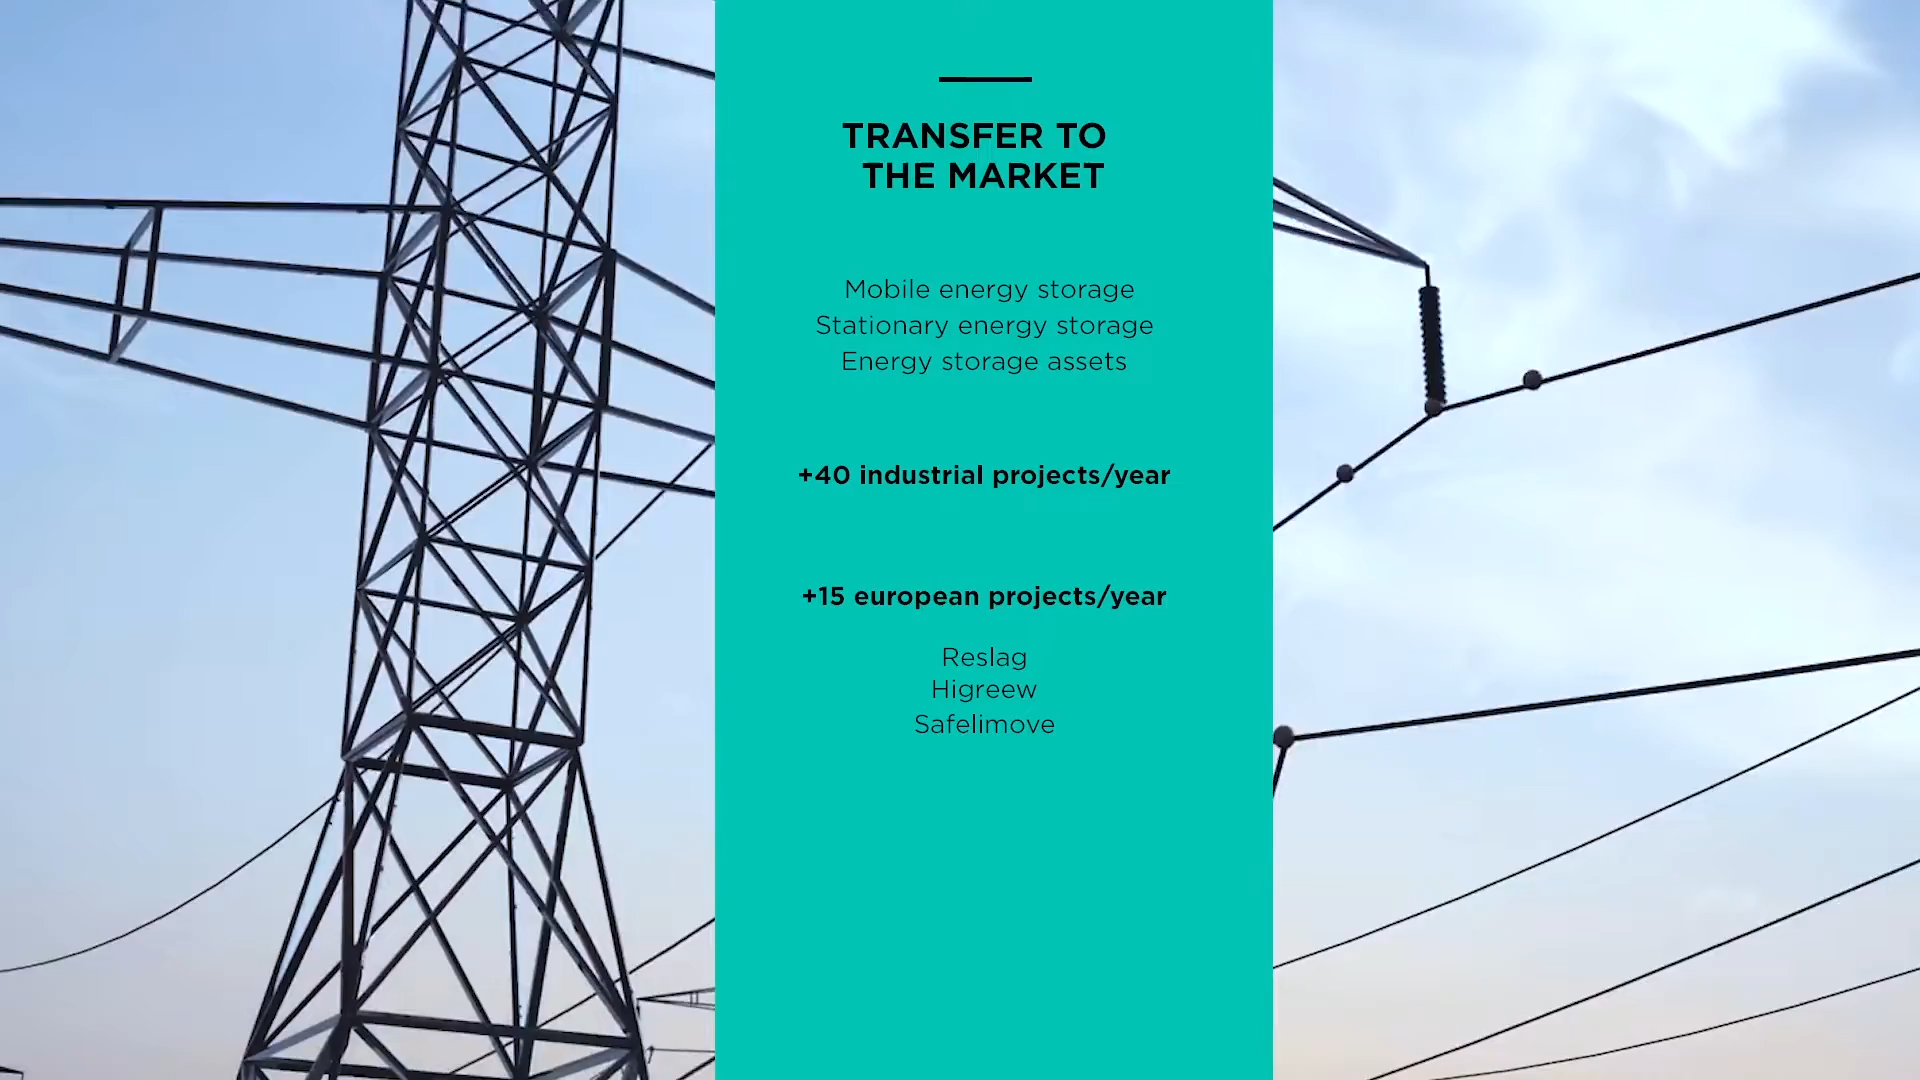 TRANSFER TO
THE MARKET
Mobile energy storage
Stationary energy storage
Energy storage assets
+40 industrial projects/year
+15 european projects/year
Reslag
Higreew
Safelimove